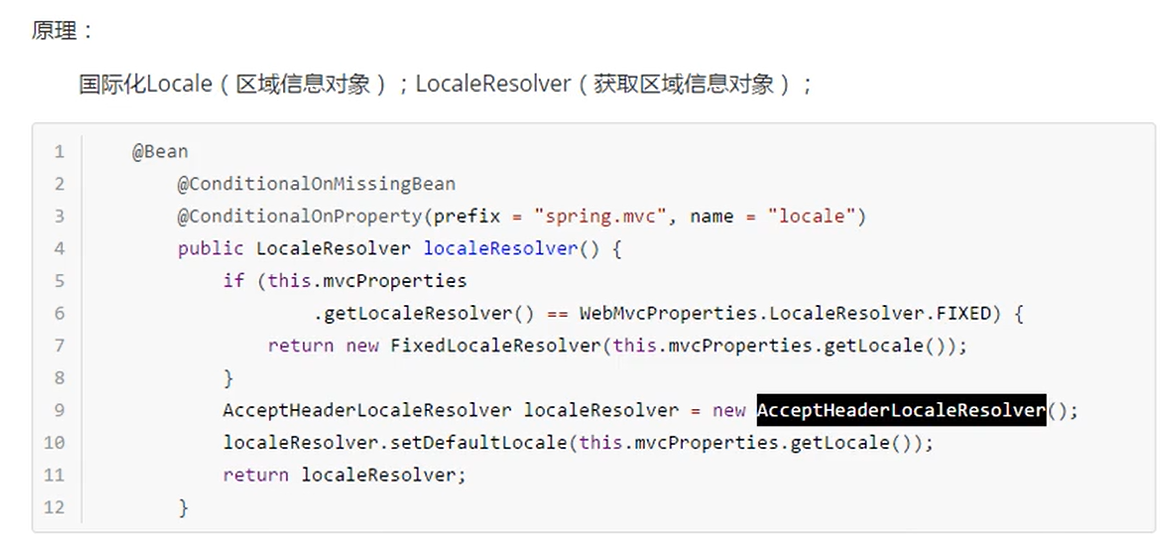 原理：
国际化Locale（区域信息对象）；LocaleResolver（获取区域信息对象）；
1 @Bean
2 @ConditionalOnMissingBean
3 @ConditionalOnProperty(prefix = "spring.mvc", name = "locale")
4 public LocaleResolver localeResolver() {
5 if (this.mvcProperties
6 .getLocaleResolver() == WebMvcProperties.LocaleResolver.FIXED) {
7 return new FixedLocaleResolver(this.mvcProperties.getLocale());
8 }
9 AcceptHeaderLocaleResolver localeResolver = new AcceptHeaderLocaleResolver();
10 localeResolver.setDefaultLocale(this.mvcProperties.getLocale());
11 return localeResolver;
12 }